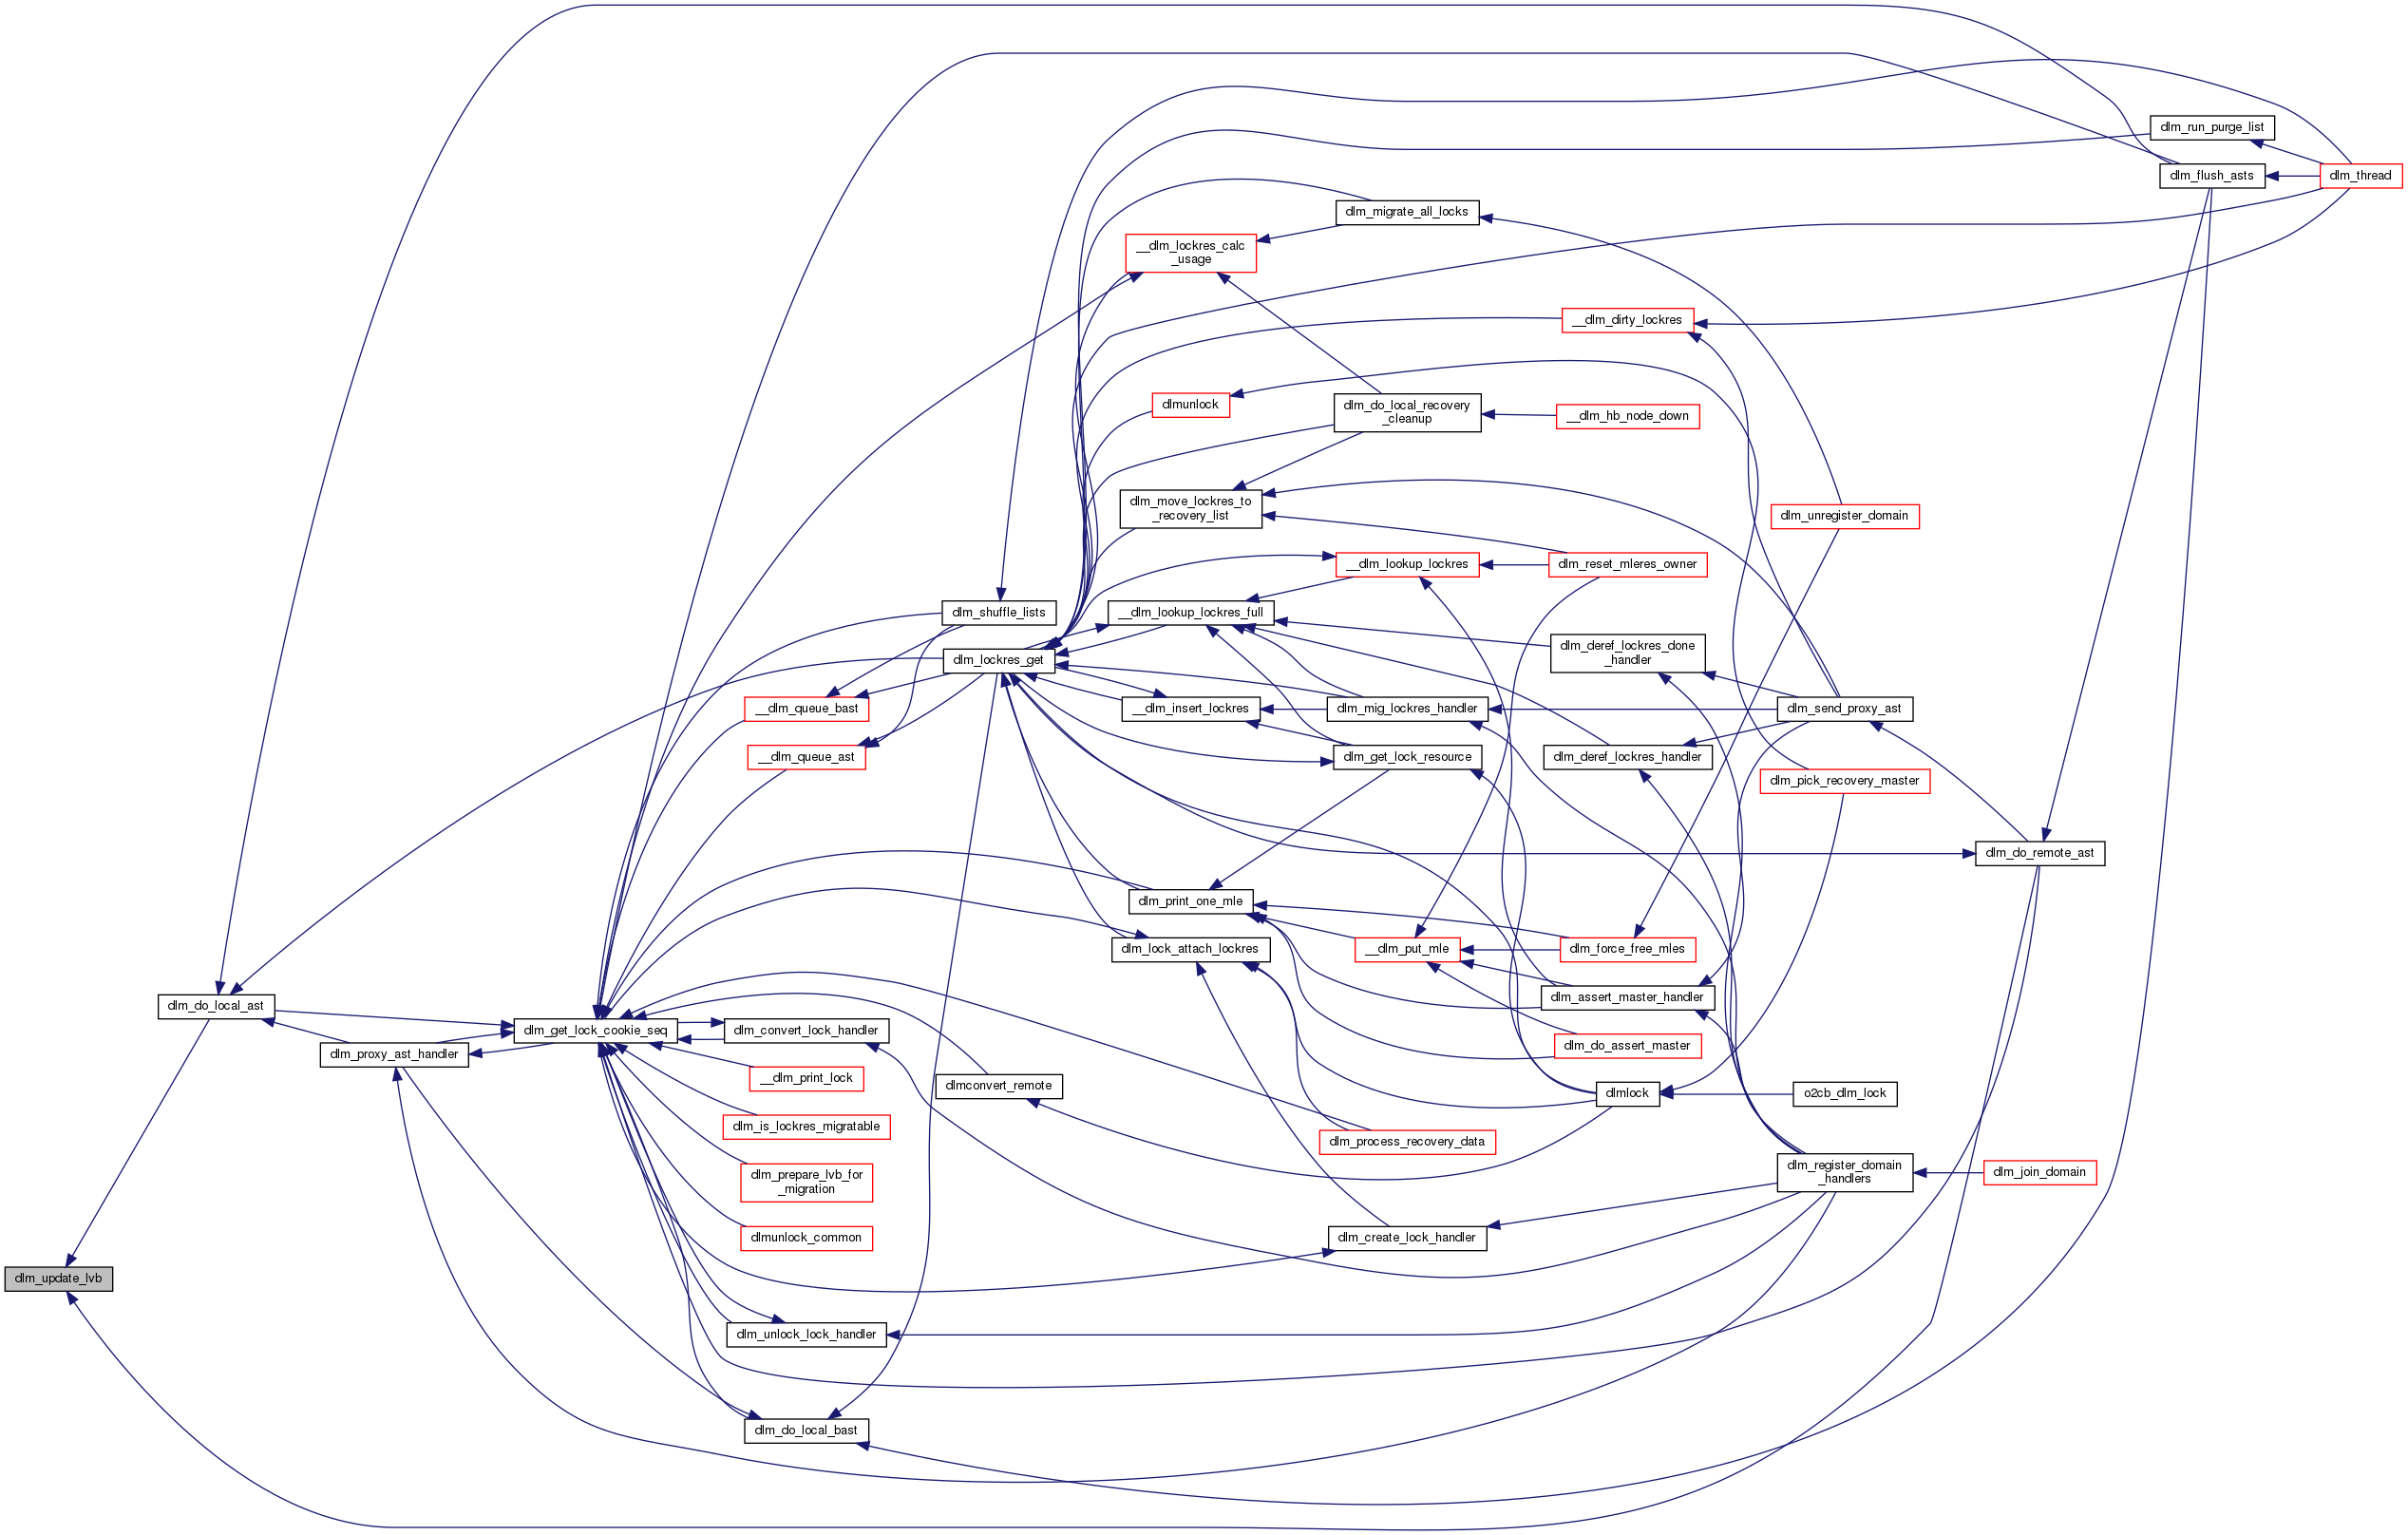 dlm_run_purge_list
dlm_flush_asts
dlm_thread
dlm_migrate_all_locks
__dlm_lockres_calc
_usage
__dlm_dirty_lockres
dlmunlock
dlm_do_local_recovery
_cleanup
__dlm_hb_node_down
dlm_move_lockres_to
_recovery_list
dlm_unregister_domain
__dlm_lookup_lockres
dlm_reset_mleres_owner
dlm_shuffle_lists
__dlm_lookup_lockres_full
dlm_deref_lockres_done
_handler
dlm_lockres_get
__dlm_queue_bast
__dlm_insert_lockres
dlm_mig_lockres_handler
dlm_send_proxy_ast
__dlm_queue_ast
dlm_get_lock_resource
dlm_deref_lockres_handler
dlm_pick_recovery_master
dlm_do_remote_ast
dlm_print_one_mle
dlm_lock_attach_lockres
__dlm_put_mle
dlm_force_free_mles
dlm_do_local_ast
dlm_assert_master_handler
dlm_get_lock_cookie_seq
dlm_convert_lock_handler
dlm_proxy_ast_handler
dlm_do_assert_master
__dlm_print_lock
dlmconvert_remote
dlmlock
o2cb_dlm_lock
dlm_is_lockres_migratable
dlm_process_recovery_data
dlm_prepare_lvb_for
_migration
dlm_register_domain
_handlers
dlm_join_domain
dlmunlock_common
dlm_create_lock_handler
dlm_update_lvb
dlm_unlock_lock_handler
dlm_do_local_bast